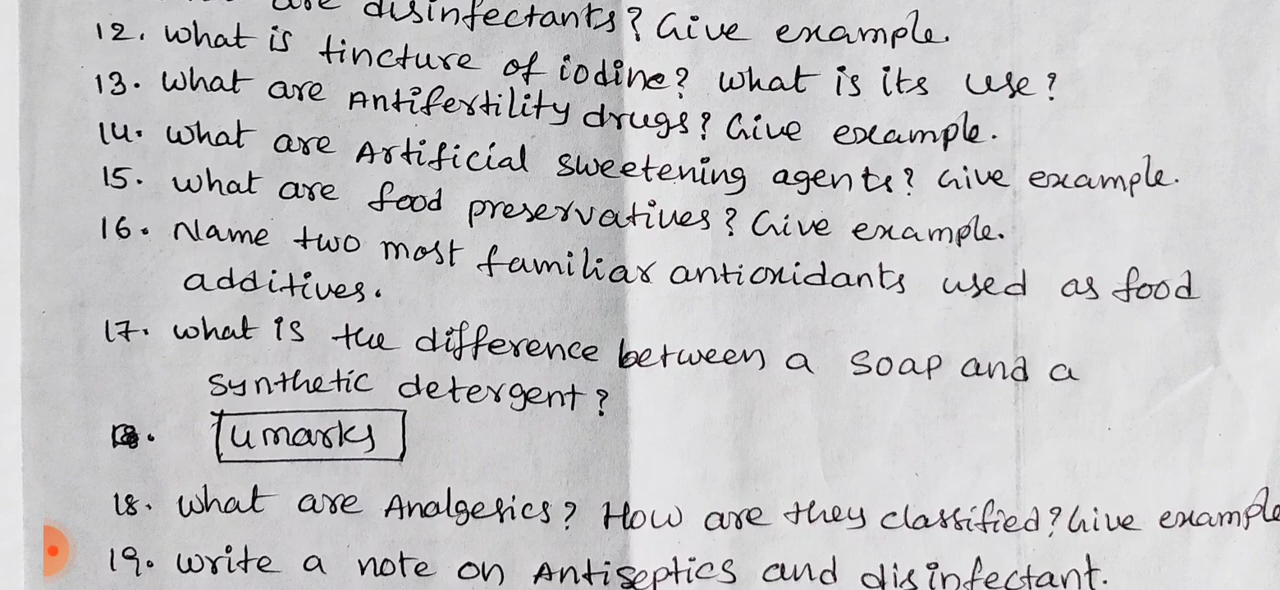 are disinfectants? Give example.
12. What is tincture of iodine? What is its use?
13. What are Antifertility drugs? Give example.
14. What are Artificial sweetening agents? Give example.
15. What are food preservatives? Give example.
16. Name two most familiar antioxidants used as food
additives.
17. What is the difference between a soap and a
synthetic detergent?
4 marks
18. What are Analgesics? How are they classified? Give example
19. Write a note on Antiseptics and disinfectant.